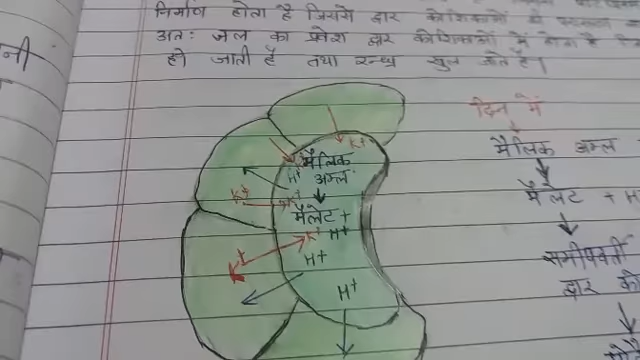 निर्माण होता है जिससे द्वार कोशिकाओं में
अतः जल का प्रवेश द्वार कोशिकाओं में होता है
हो जाती है तथा रन्ध्र खुल जाते है।
दिन में
K+
मैलिक
H+ अम्ल
मैलिक अम्ल
K+
मैलेट +
मैलेट + H
K+ H+
H+
समीपवर्ती
द्वार को
H+